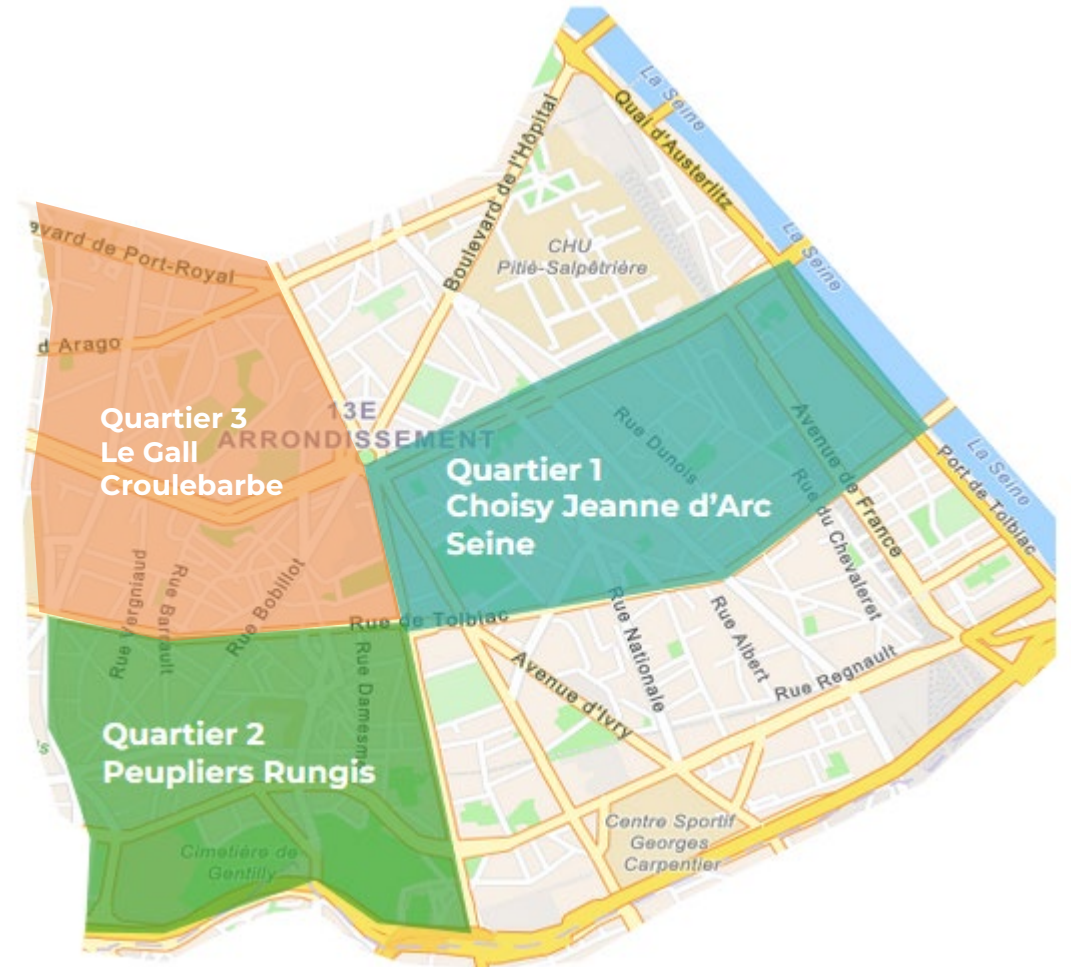 La Seine
Quai d'Austerlitz
Boulevard de l'Hôpital
CHU
Pitié-Salpêtrière
La Seine
evard de Port-Royal
d Arago
13E
ARRONDISSEMENT
Quartier 3
Le Gall
Croulebarbe
Quartier 1
Choisy Jeanne d'Arc
Seine
Rue Dunois
Avenue de France
Rue du Chevaleret
La Seine
Port de Tolbiac
Rue Vergniaud
Rue Barrault
Rue Bobillot
Rue de Tolbiac
Rue Nationale
Rue Albert
Rue Damesme
Avenue d'Ivry
Rue Regnault
Quartier 2
Peupliers Rungis
is
Cimetière de
Gentilly
Centre Sportif
Georges
Carpentier